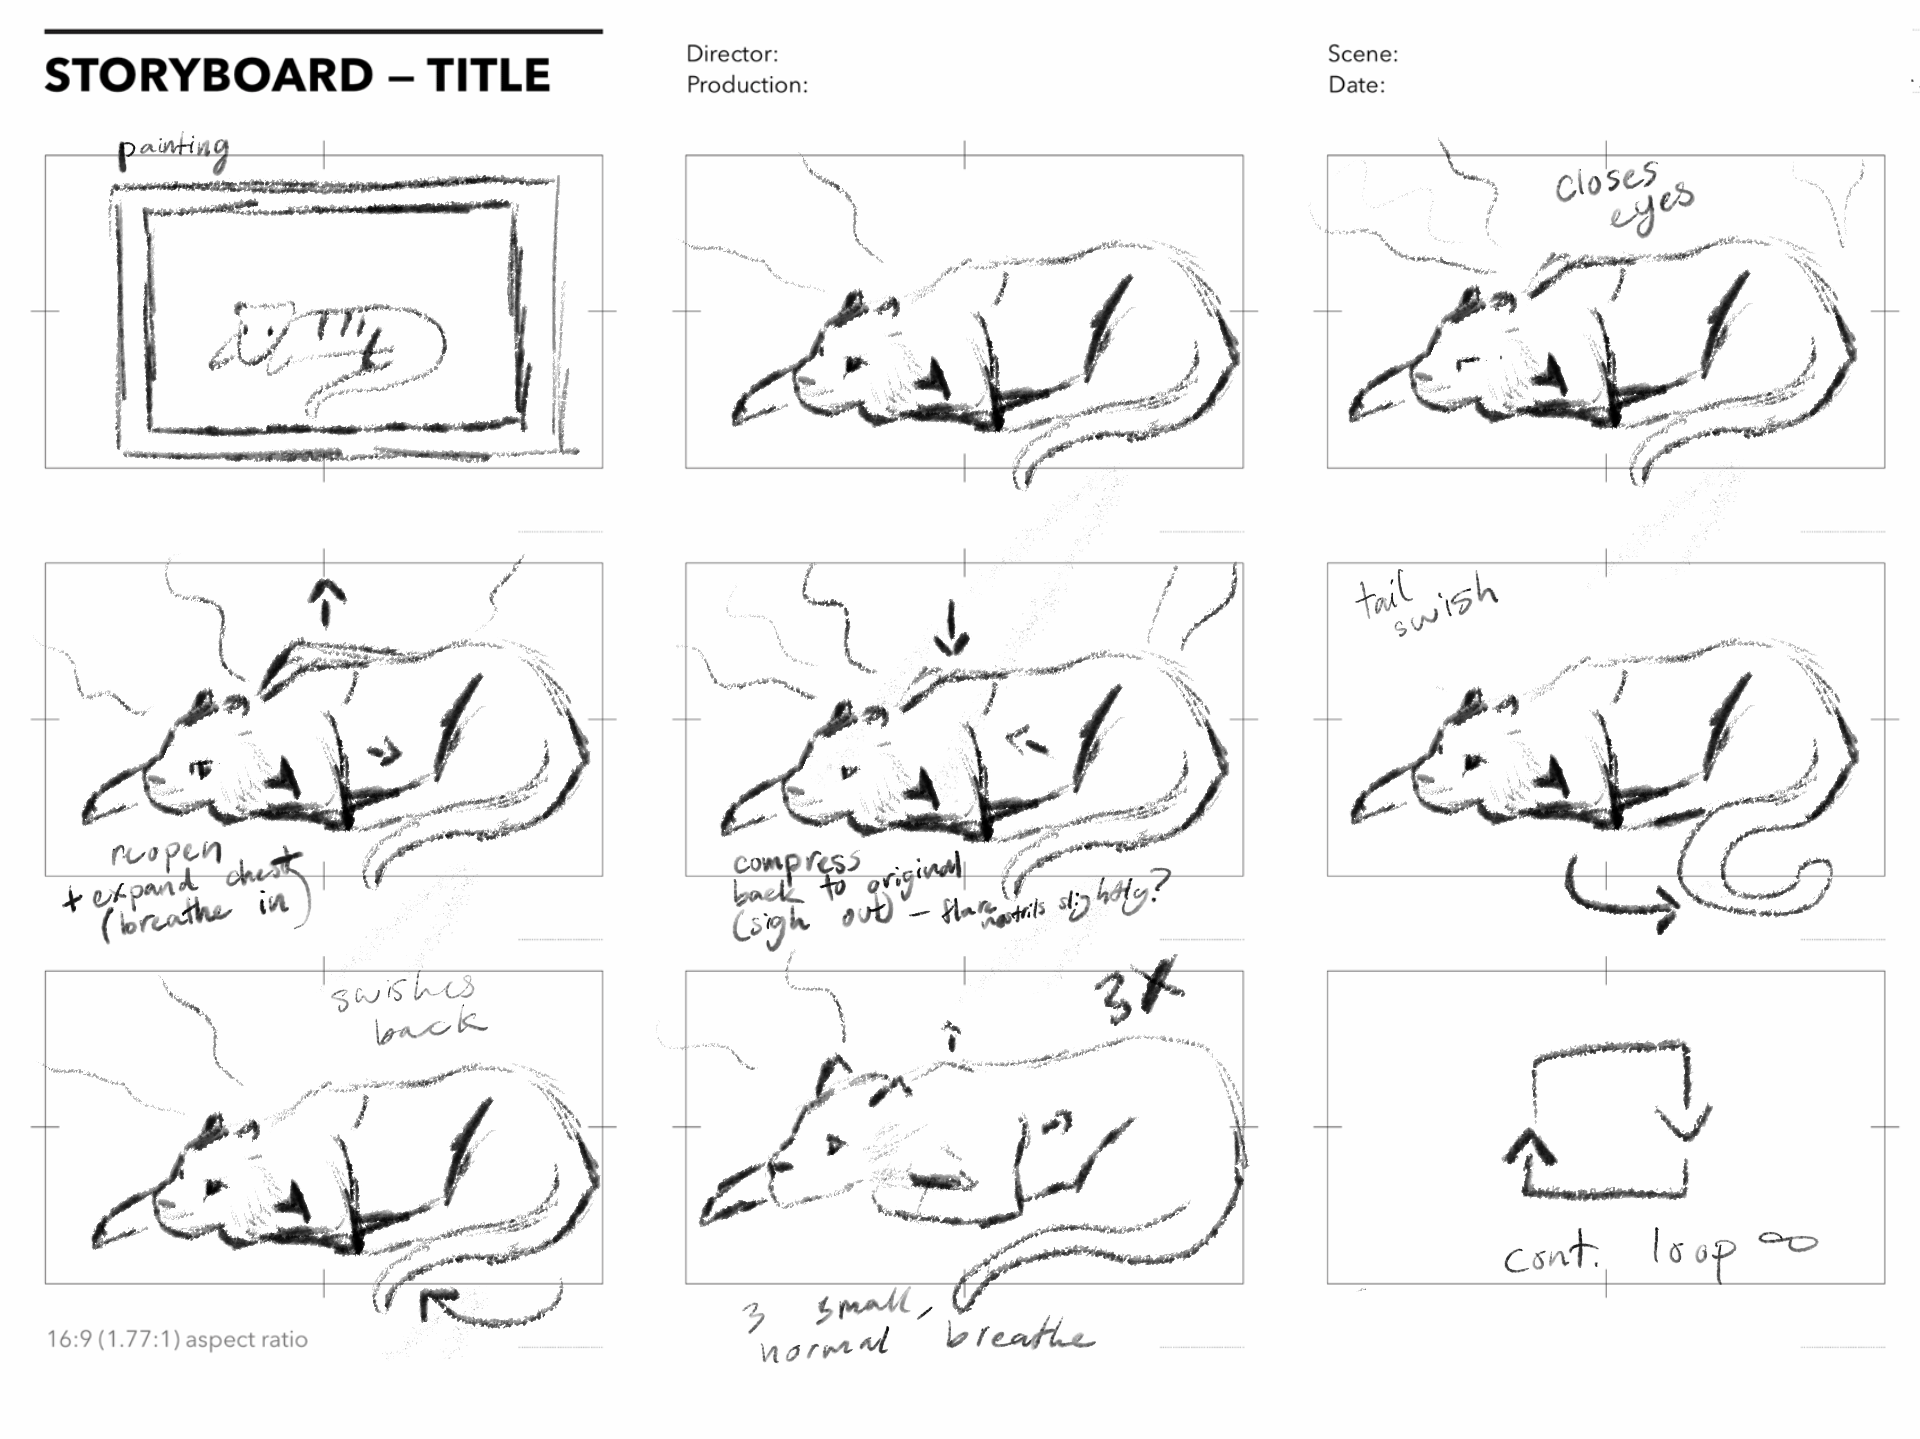 STORYBOARD – TITLE
Director:
Production:
Scene:
Date:
painting
closes
eyes
reopen
+ expand chest
(breathe in)
compress
back to original
(sigh out) – flare nostrils slightly?
tail
swish
swishes
back
3X
3 small,
normal breathe
cont. loop ∞
16:9 (1.77:1) aspect ratio